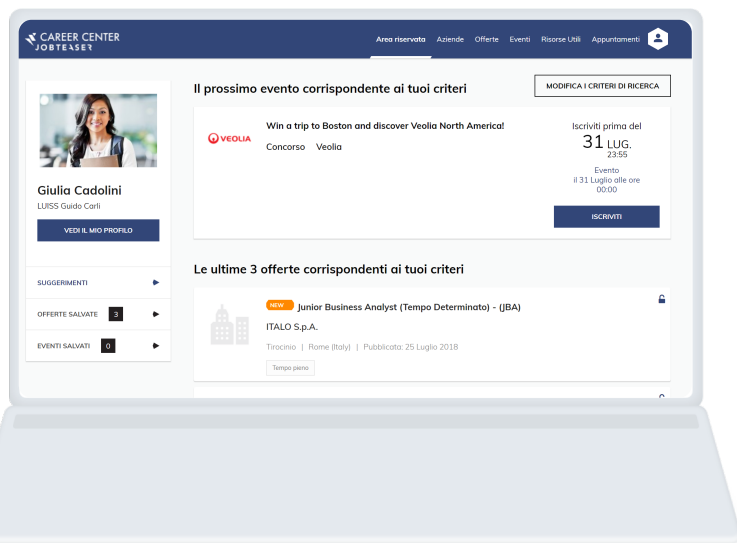 CAREER CENTER
JOBTEASER
Area riservata Aziende Offerte Eventi Risorse Utili Appuntamenti
Giulia Cadolini
LUISS Guido Carli
VEDI IL MIO PROFILO
SUGGERIMENTI
OFFERTE SALVATE 3
EVENTI SALVATI 0
Il prossimo evento corrispondente ai tuoi criteri
MODIFICA I CRITERI DI RICERCA
VEOLIA
Win a trip to Boston and discover Veolia North America!
Concorso Veolia
Iscriviti prima del
31 LUG.
23:55
Evento
il 31 Luglio alle ore
00:00
ISCRIVITI
Le ultime 3 offerte corrispondenti ai tuoi criteri
NEW Junior Business Analyst (Tempo Determinato) - (JBA)
ITALO S.p.A.
Tirocinio | Rome (Italy) | Pubblicata: 25 Luglio 2018
Tempo pieno